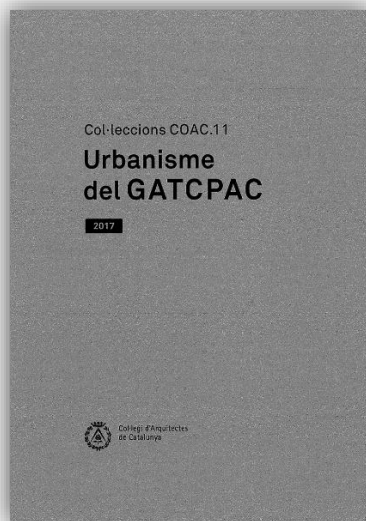 Col·leccions COAC.11
Urbanisme
del GATCPAC
2017
Col·legi d'Arquitectes
de Catalunya